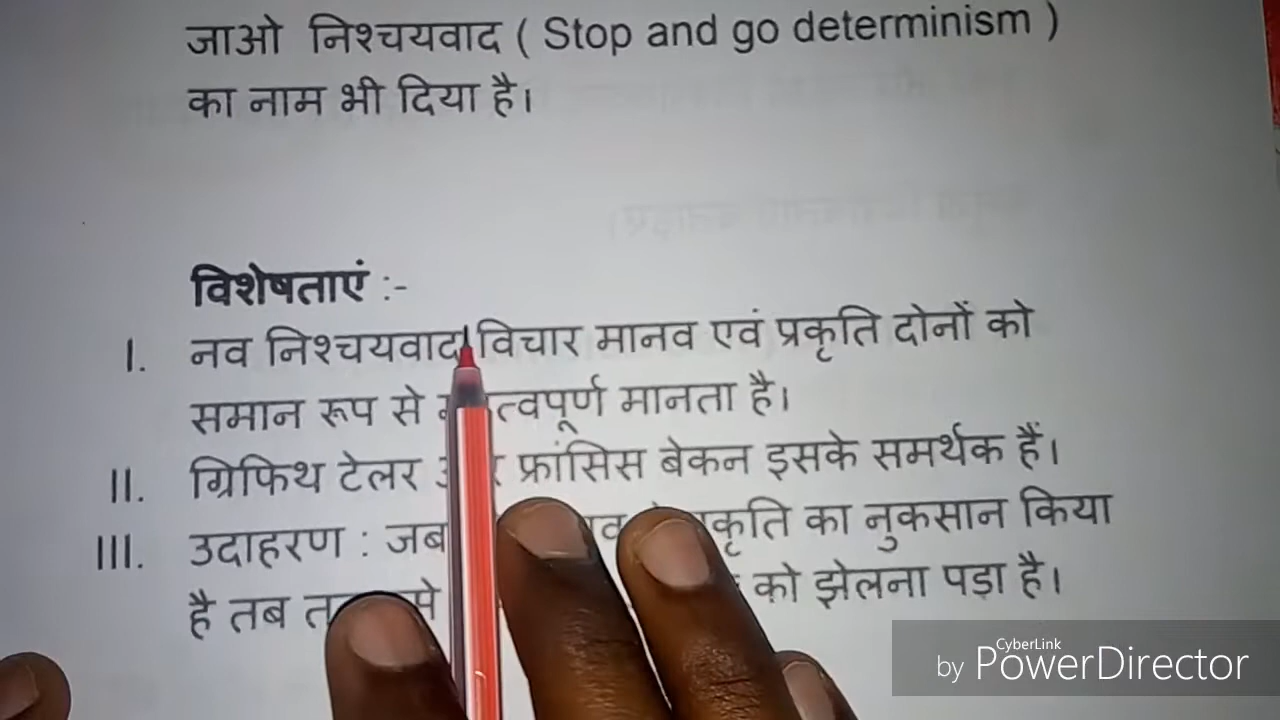 जाओ निश्चयवाद ( Stop and go determinism )
का नाम भी दिया है।
विशेषताएं :-
I. नव निश्चयवाद विचार मानव एवं प्रकृति दोनों को
समान रूप से मानता है।
II. ग्रिफिथ टेलर फ्रांसिस बेकन इसके समर्थक हैं।
III. उदाहरण : जब का नुकसान किया
है तब को झेलना पड़ा है।
CyberLink
by PowerDirector